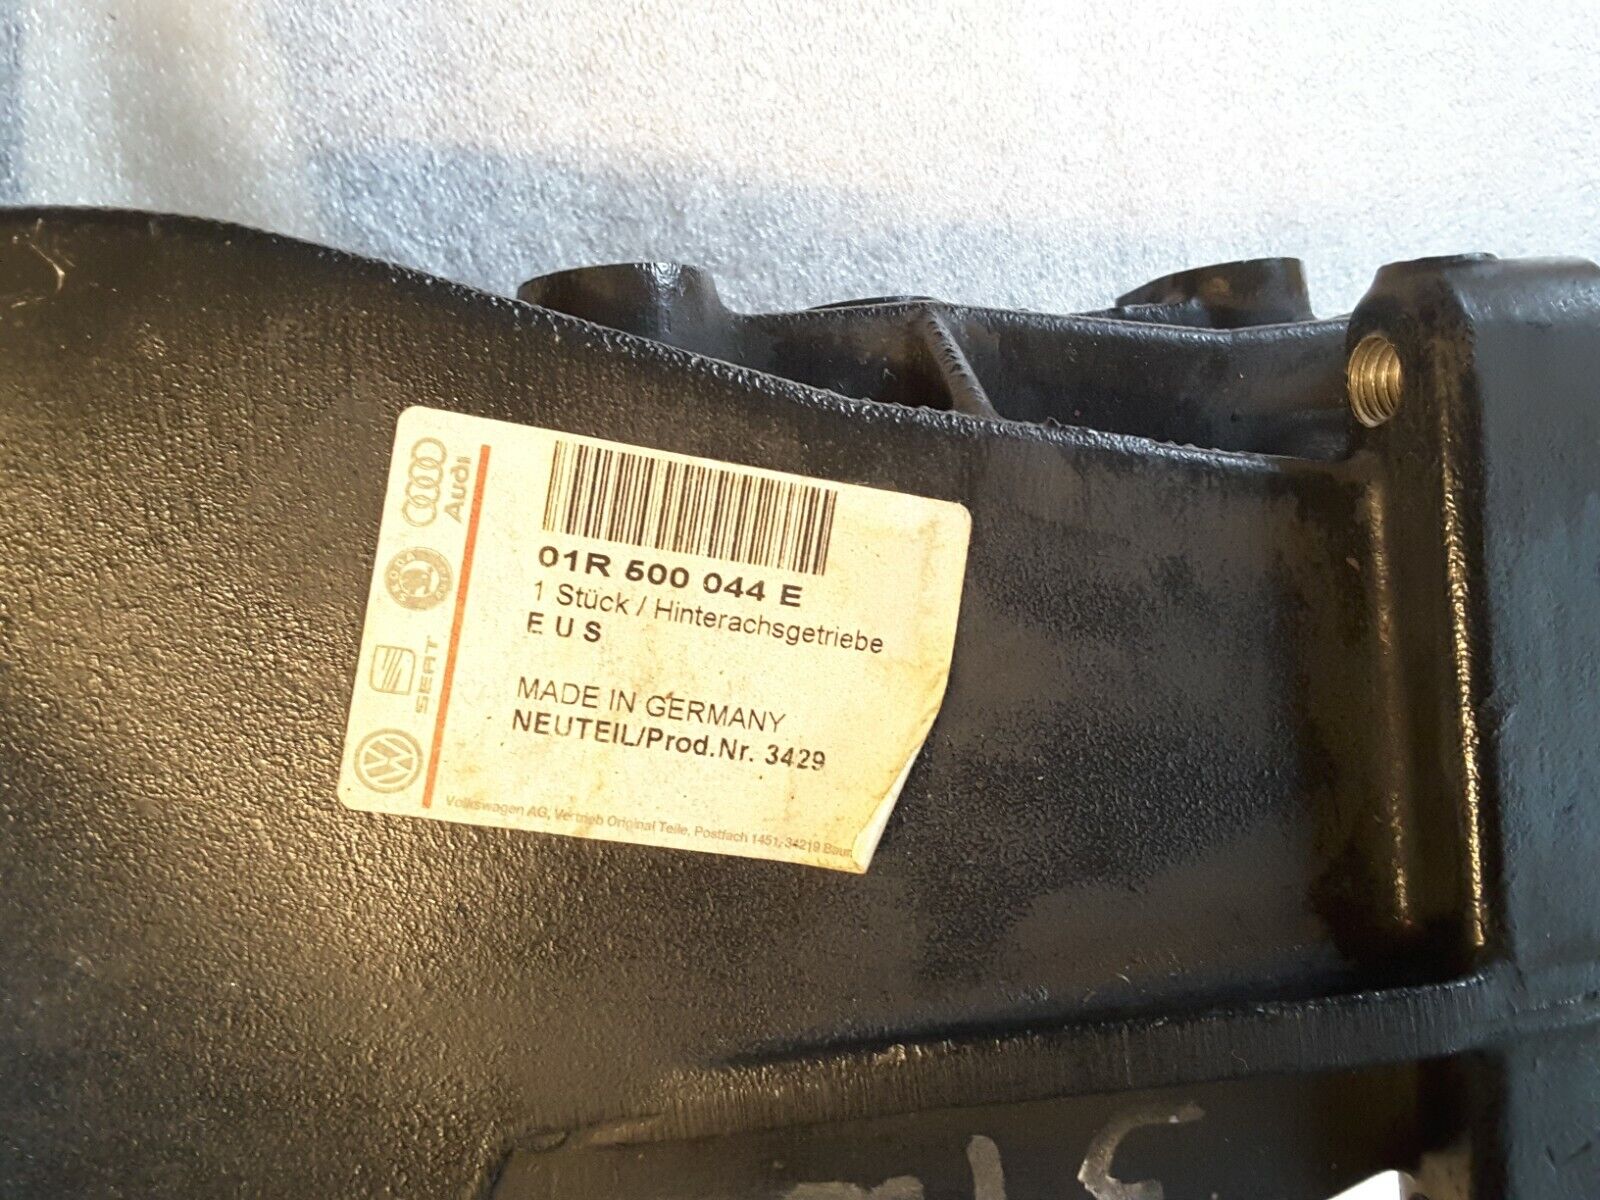 01R 500 044 E
1 Stück / Hinterachsgetriebe
E U S
MADE IN GERMANY
NEUTEIL/Prod.Nr. 3429
Volkswagen AG, Vertrieb Original Teile, Postfach 1451, 34219 Baun
Audi
SKODA
SEAT